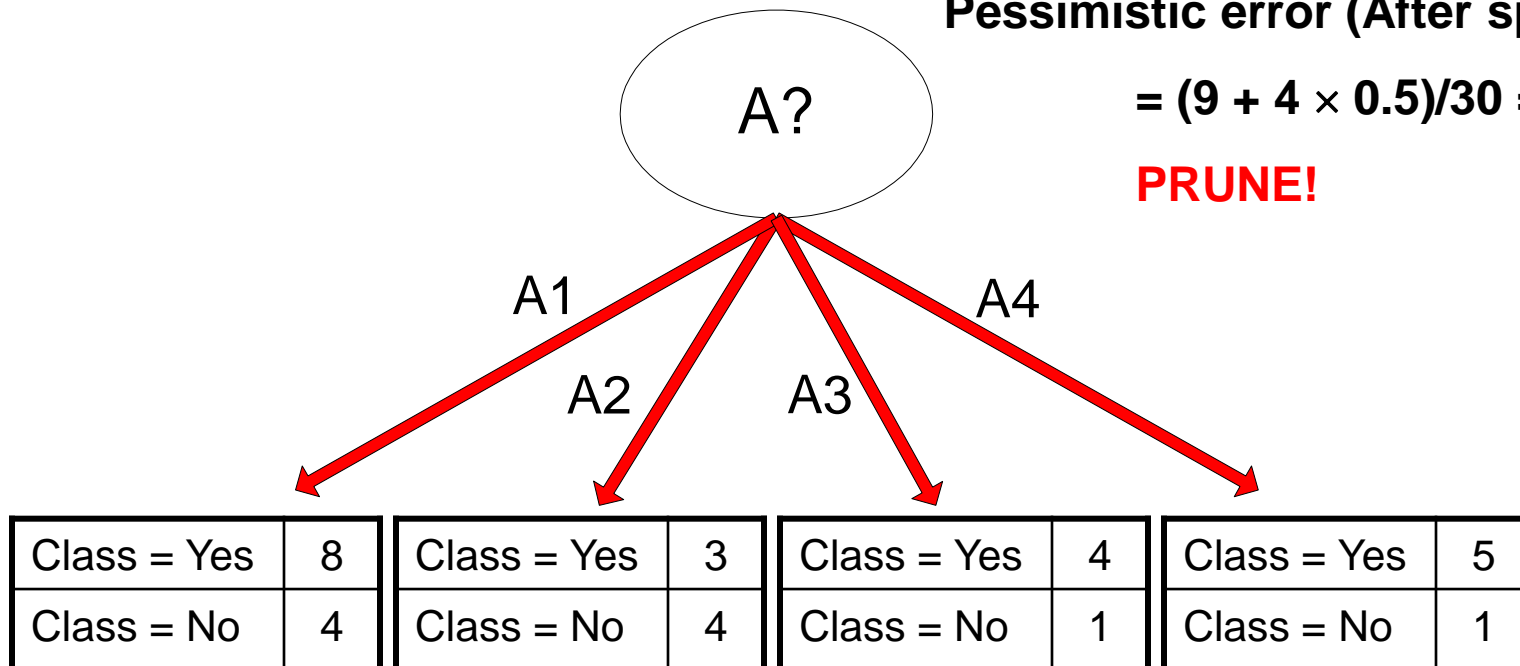 Pessimistic error (After
= (9 + 4 × 0.5)/30 =
PRUNE!
A?
A1
A4
A2
A3
Class = Yes 8
Class = No 4
Class = Yes 3
Class = No 4
Class = Yes 4
Class = No 1
Class = Yes 5
Class = No 1